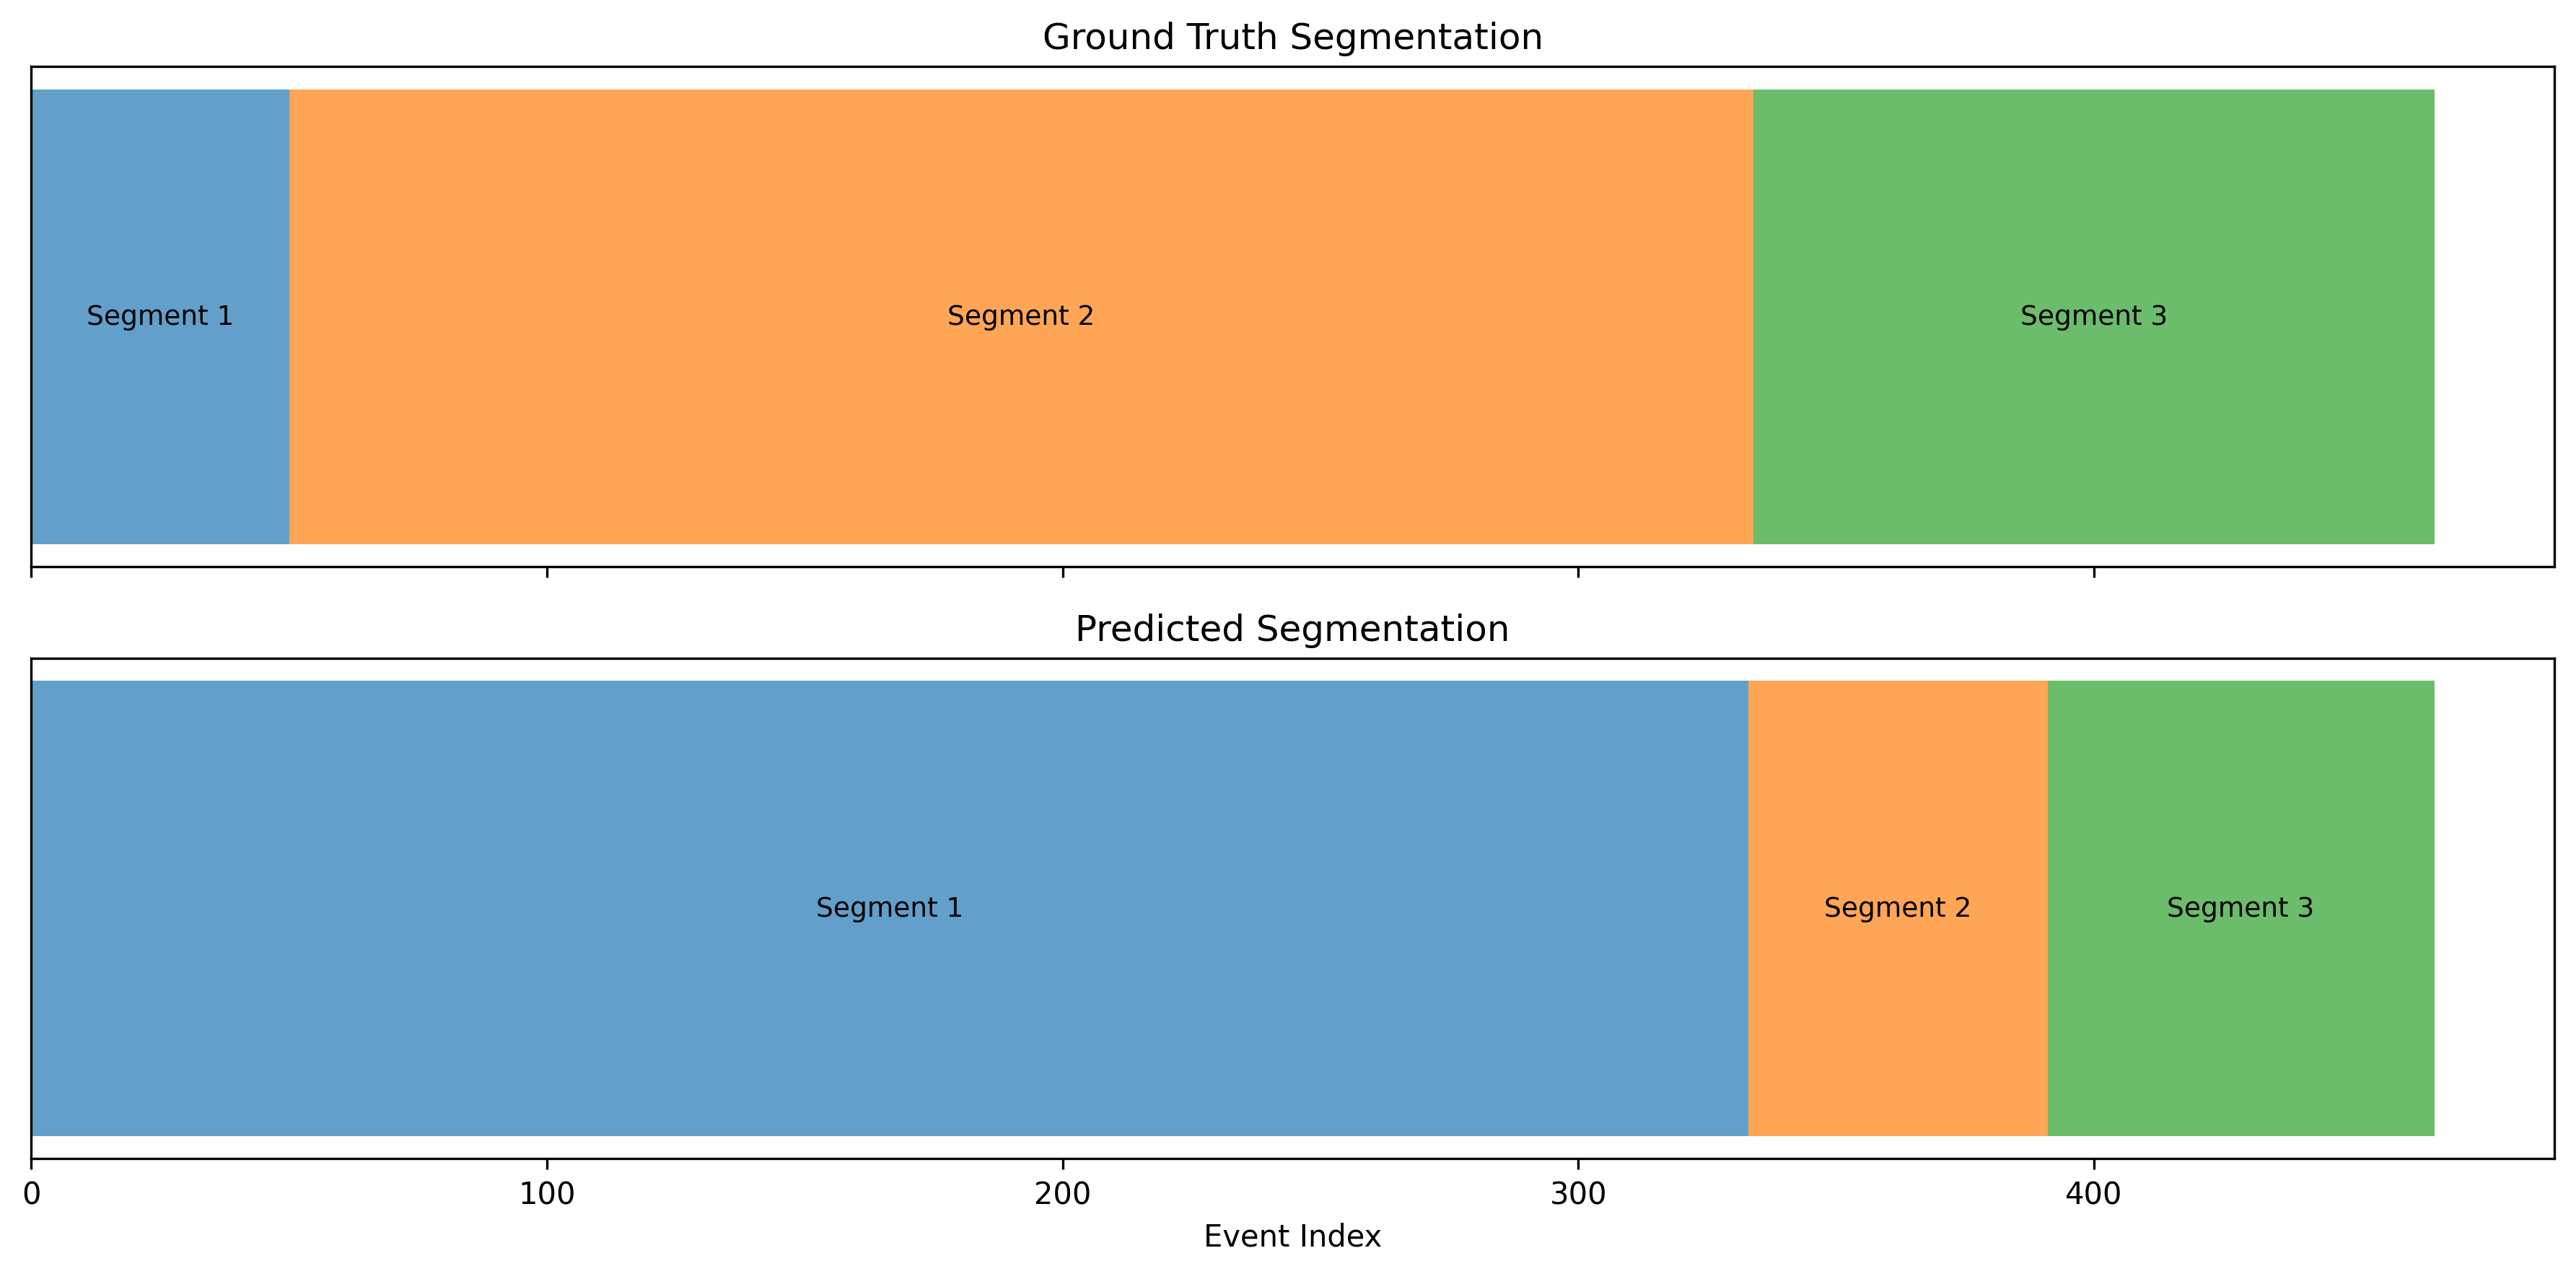 Ground Truth Segmentation
Segment 1
Segment 2
Segment 3
Predicted Segmentation
Segment 1
Segment 2
Segment 3
0
100
200
300
400
Event Index